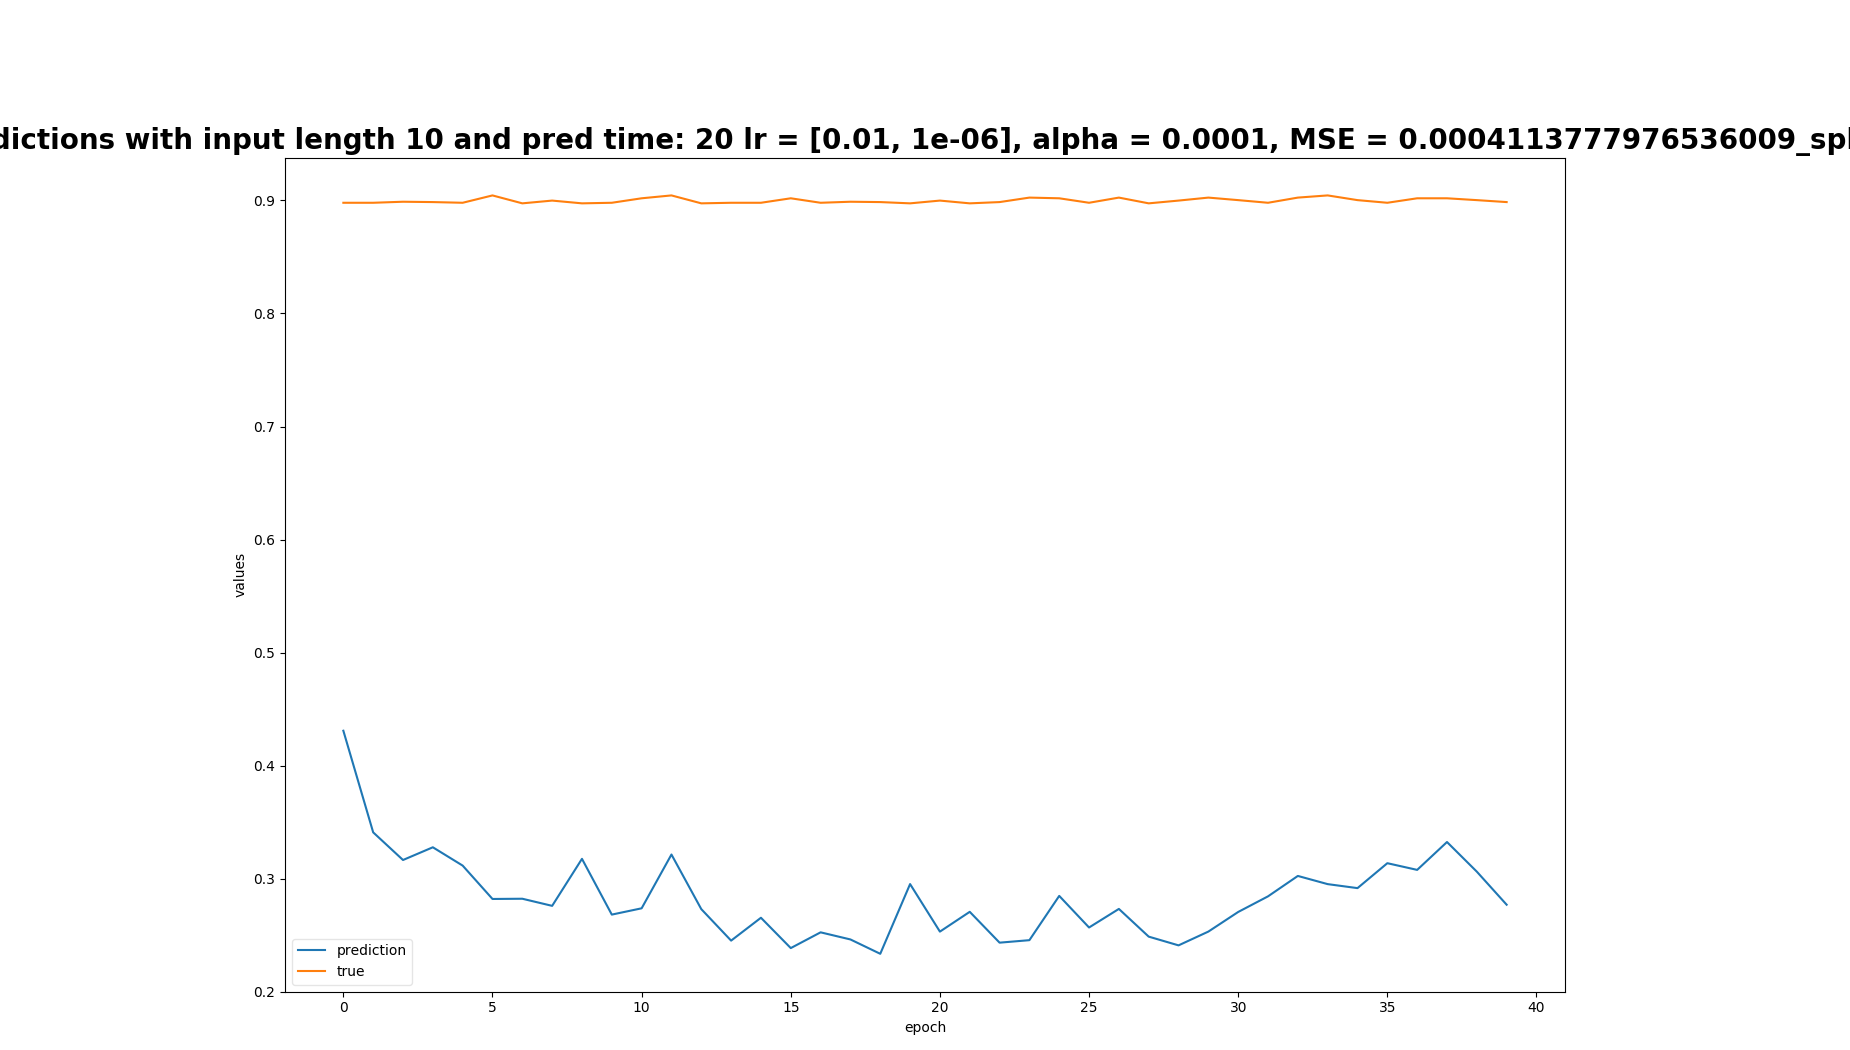 dictions with input length 10 and pred time: 20 lr = [0.01, 1e-06], alpha = 0.0001, MSE = 0.0004113777976536009_spl
0.9
0.8
0.7
0.6
0.5
0.4
0.3
0.2
values
prediction
true
0 5 10 15 20 25 30 35 40
epoch